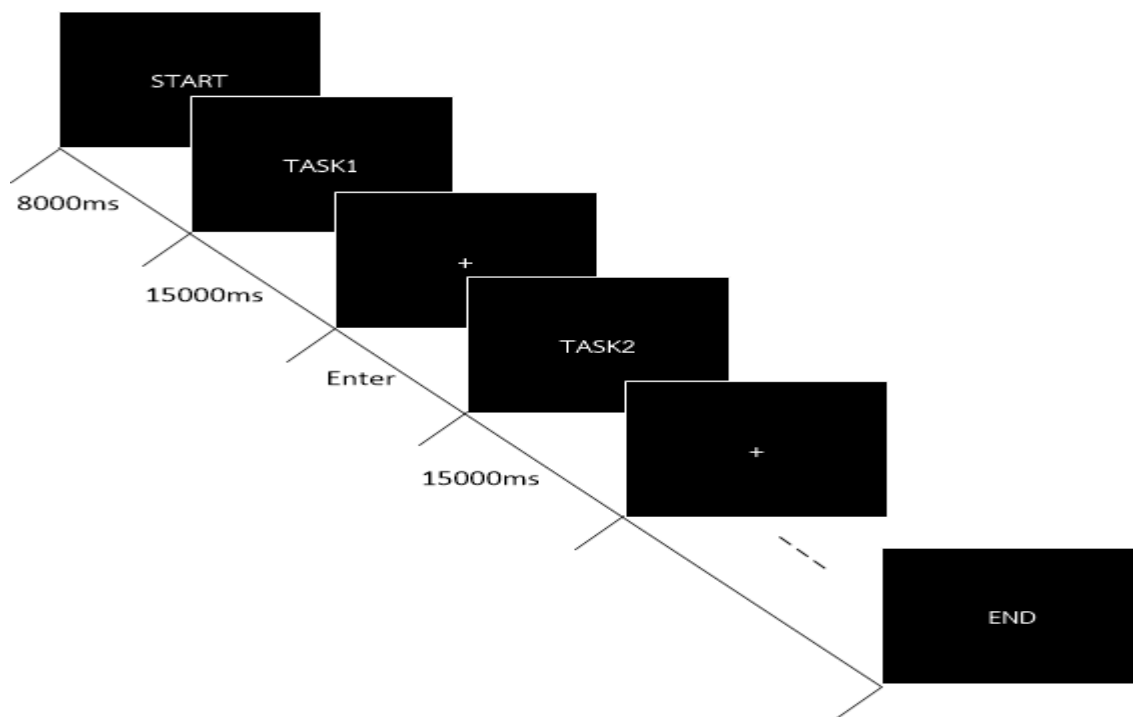 START
8000ms
TASK1
15000ms
+
Enter
TASK2
15000ms
+
END